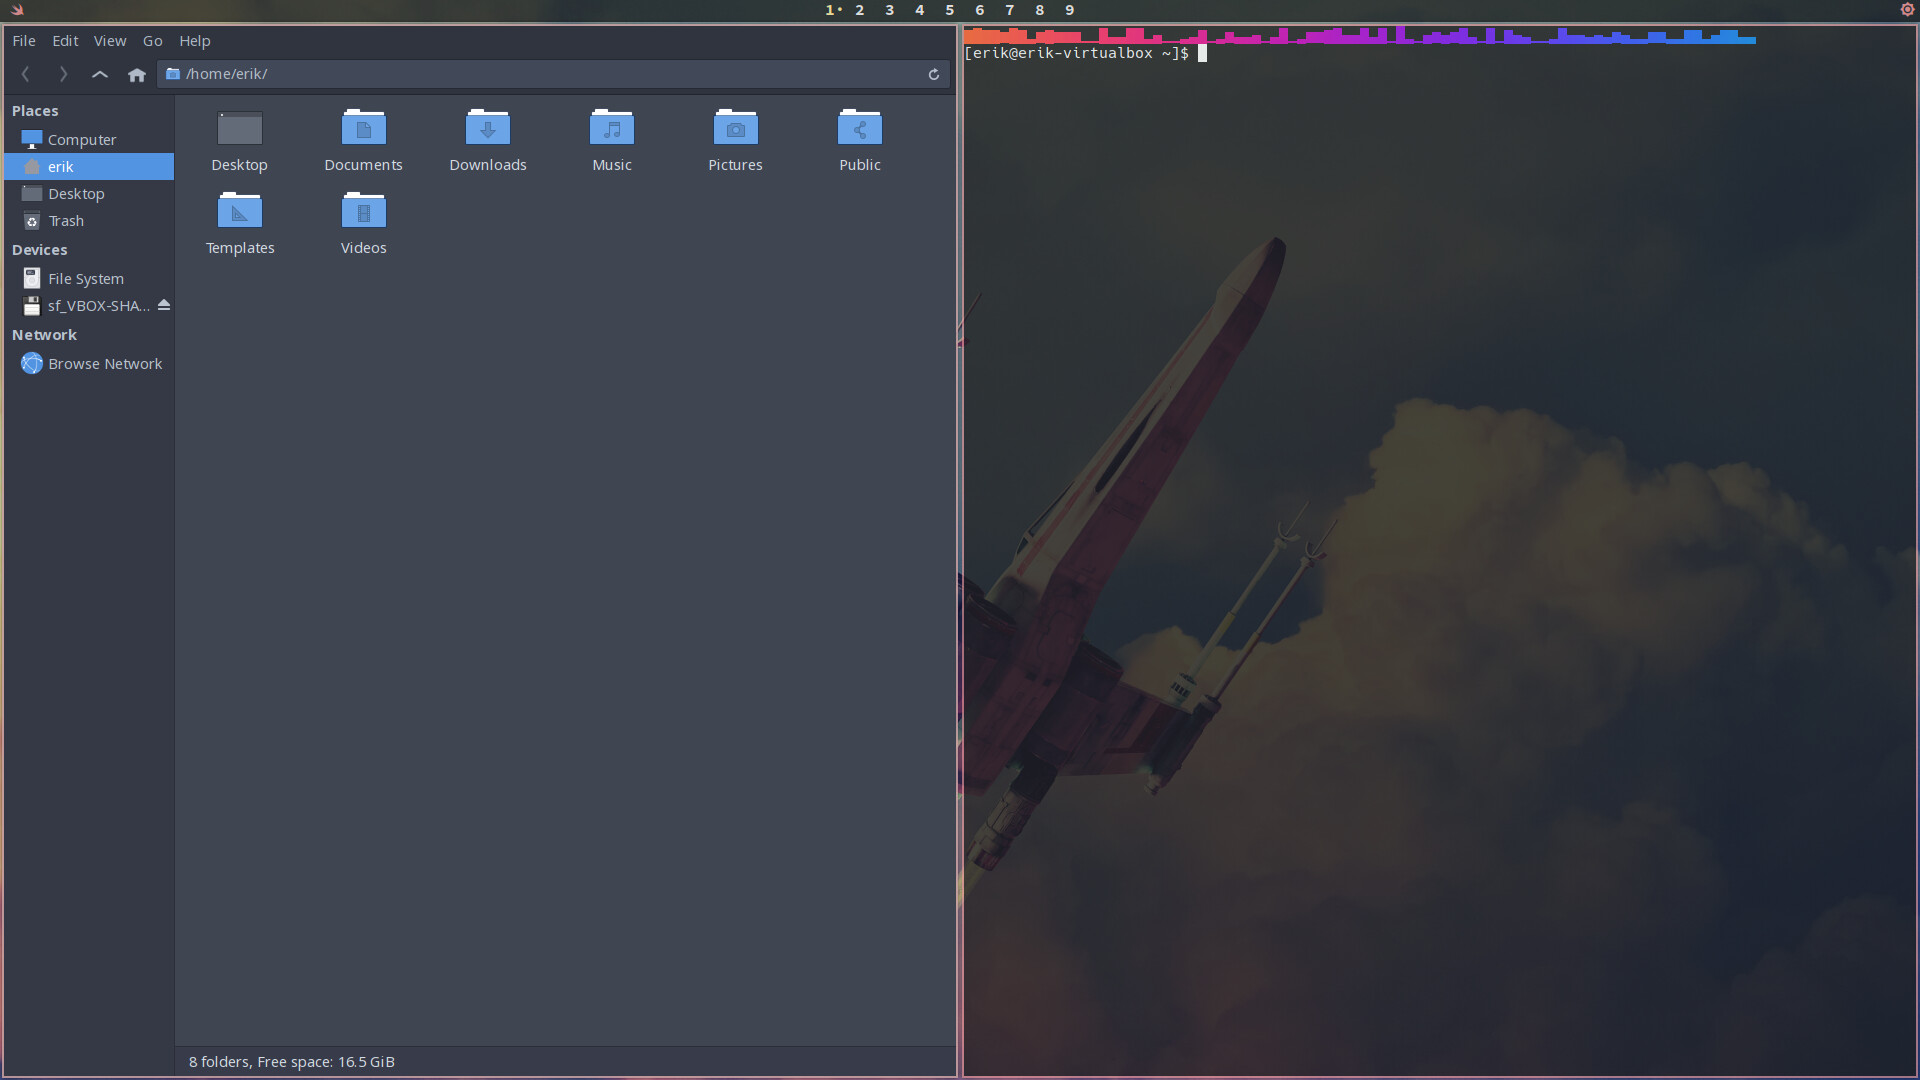 1 2 3 4 5 6 7 8 9
File Edit View Go Help
/home/erik/
Places
Computer
erik
Desktop
Trash
Devices
File System
sf_VBOX-SHA...
Network
Browse Network
Desktop Documents Downloads Music Pictures Public
Templates Videos
8 folders, Free space: 16.5 GiB
[erik@erik-virtualbox ~]$